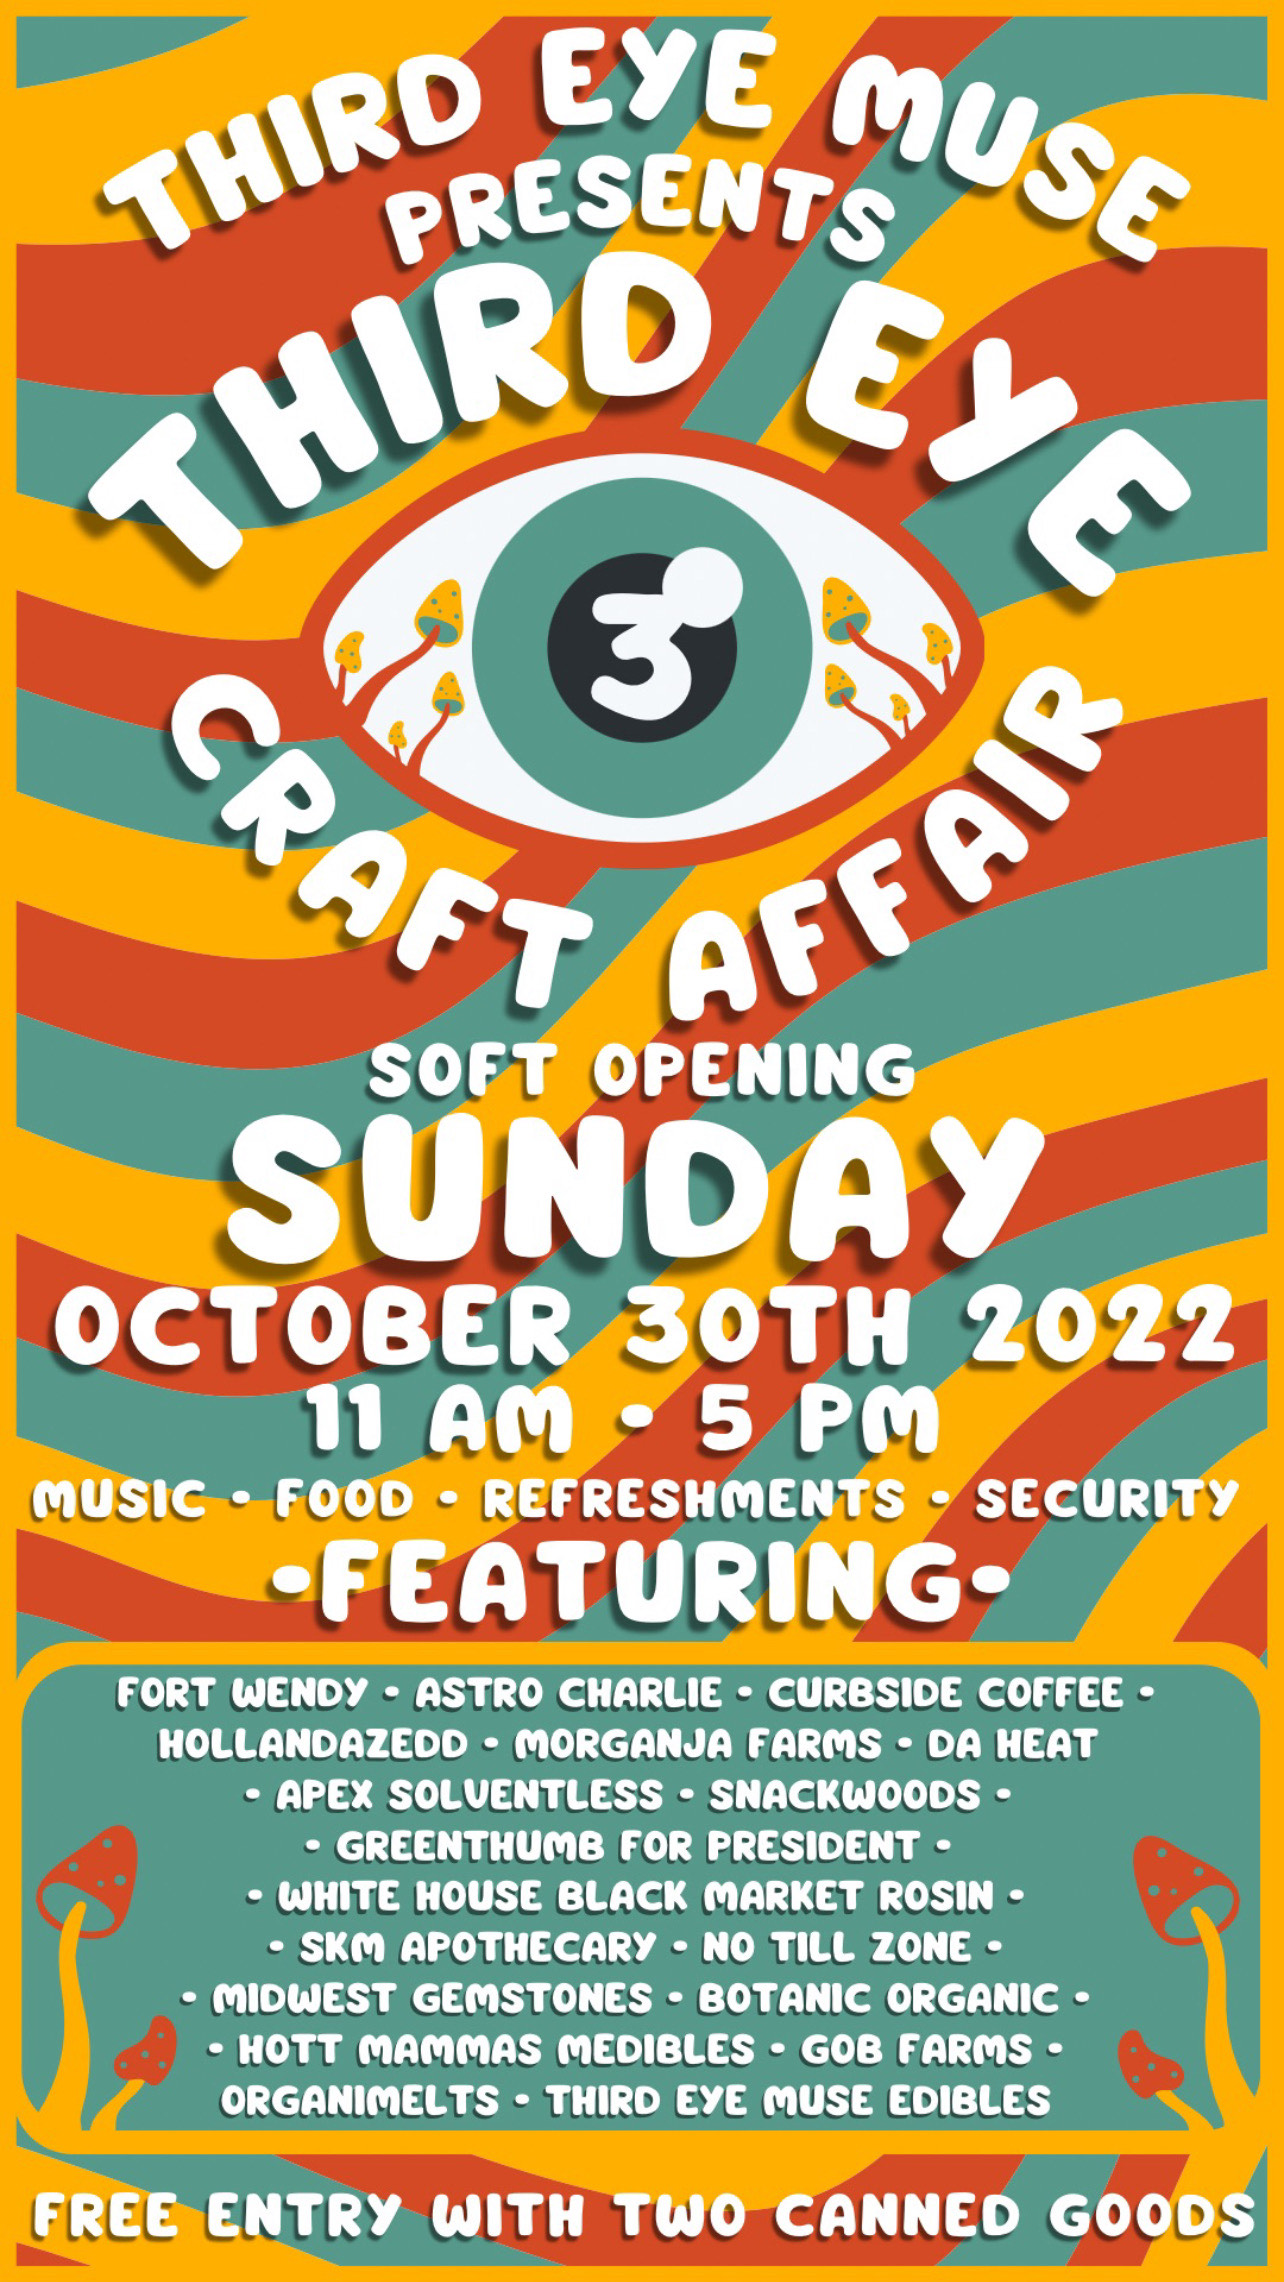 THIRD EYE MUSE
PRESENTS
THIRD EYE
3
CRAFT AFFAIR
SOFT OPENING
SUNDAY
OCTOBER 30TH 2022
11 AM - 5 PM
MUSIC • FOOD • REFRESHMENTS • SECURITY
•FEATURING•
FORT WENDY • ASTRO CHARLIE • CURBSIDE COFFEE •
HOLLANDAZEDD • MORGANJA FARMS • DA HEAT
• APEX SOLVENTLESS • SNACKWOODS •
• GREENTHUMB FOR PRESIDENT •
• WHITE HOUSE BLACK MARKET ROSIN •
• SKM APOTHECARY • NO TILL ZONE •
• MIDWEST GEMSTONES • BOTANIC ORGANIC •
• HOTT MAMMAS MEDIBLES • GOB FARMS •
ORGANIMELTS • THIRD EYE MUSE EDIBLES
FREE ENTRY WITH TWO CANNED GOODS